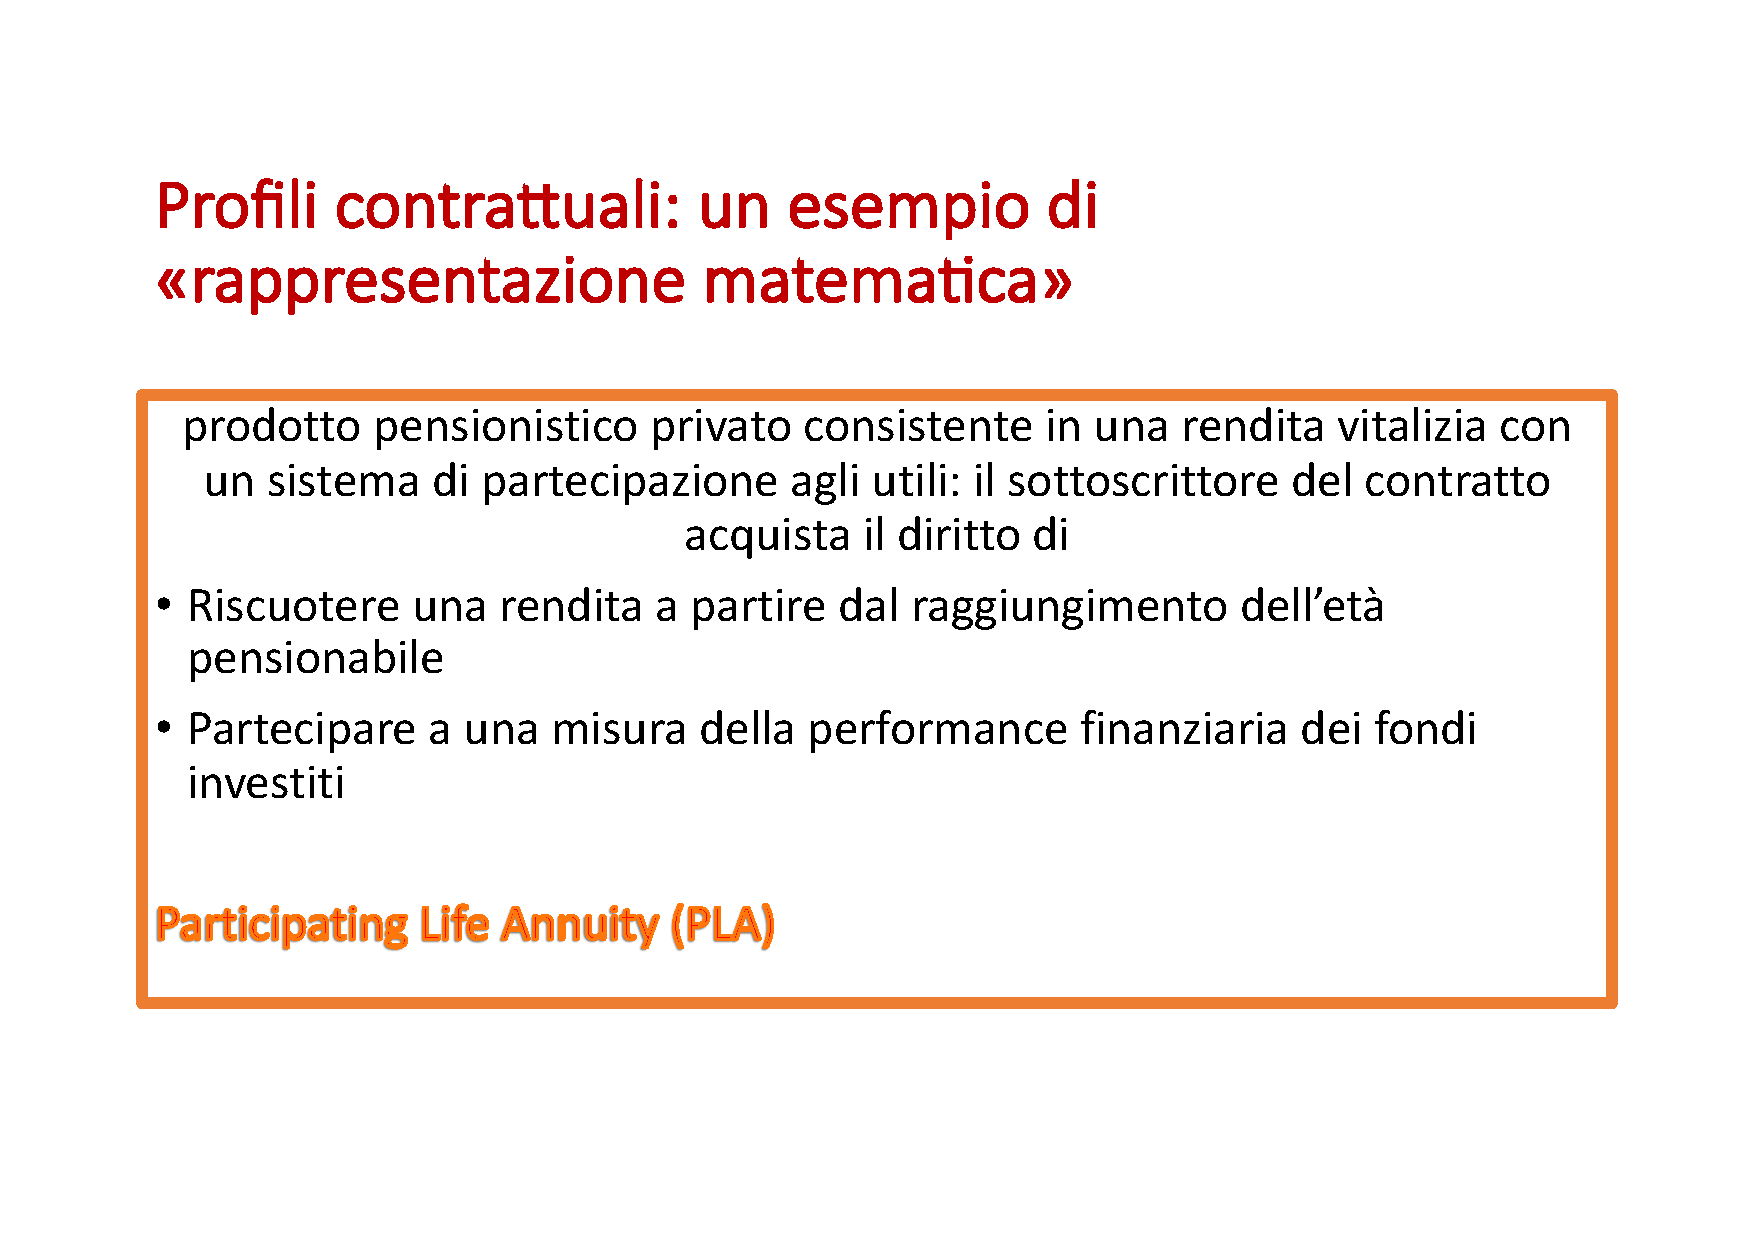 Profili contrattuali: un esempio di
«rappresentazione matematica»
prodotto pensionistico privato consistente in una rendita vitalizia con
un sistema di partecipazione agli utili: il sottoscrittore del contratto
acquista il diritto di
• Riscuotere una rendita a partire dal raggiungimento dell’età
pensionabile
• Partecipare a una misura della performance finanziaria dei fondi
investiti
Participating Life Annuity (PLA)